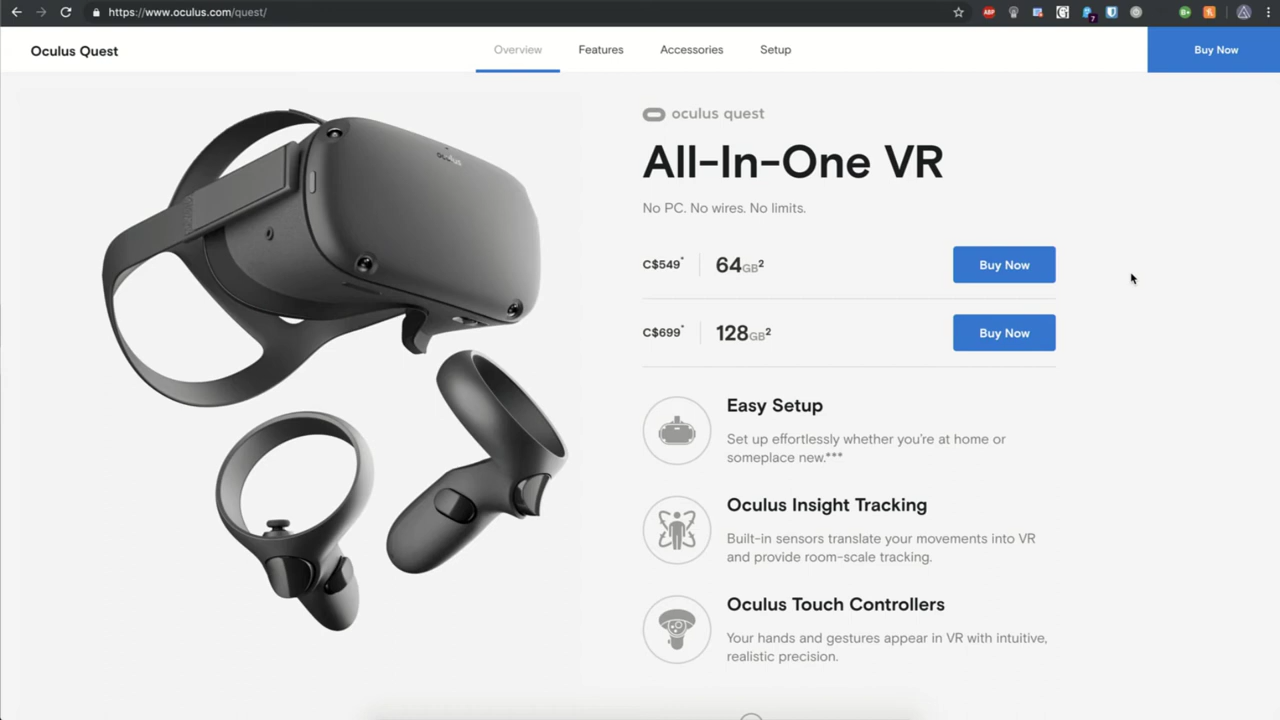 https://www.oculus.com/quest/
ABP
G
7
B+
Oculus Quest
Overview
Features
Accessories
Setup
Buy Now
oculus
oculus quest
All-In-One VR
No PC. No wires. No limits.
C$549* 64GB²
Buy Now
C$699* 128GB²
Buy Now
Easy Setup
Set up effortlessly whether you're at home or
someplace new.***
Oculus Insight Tracking
Built-in sensors translate your movements into VR
and provide room-scale tracking.
Oculus Touch Controllers
Your hands and gestures appear in VR with intuitive,
realistic precision.